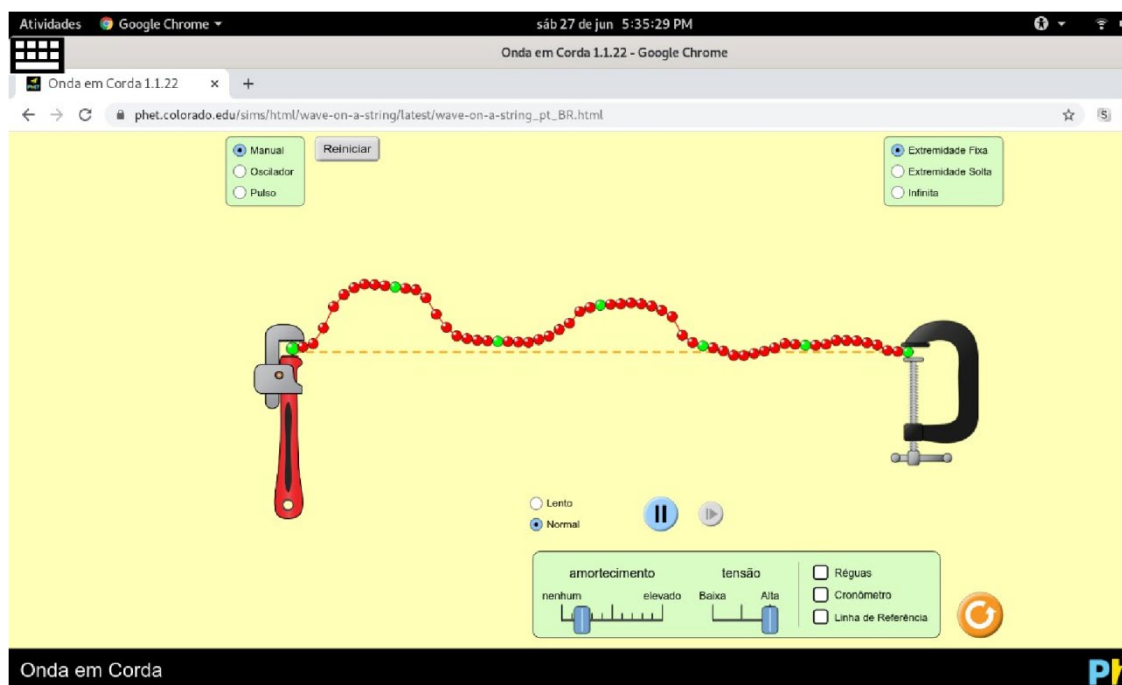 Atividades Google Chrome sáb 27 de jun 5:35:29 PM
Onda em Corda 1.1.22 - Google Chrome
Onda em Corda 1.1.22 × +
phet.colorado.edu/sims/html/wave-on-a-string/latest/wave-on-a-string_pt_BR.html
Manual
Oscilador
Pulso
Reiniciar
Extremidade Fixa
Extremidade Solta
Infinita
Lento
Normal
amortecimento
nenhum elevado
tensão
Baixa Alta
Réguas
Cronômetro
Linha de Referência
Onda em Corda
Ph